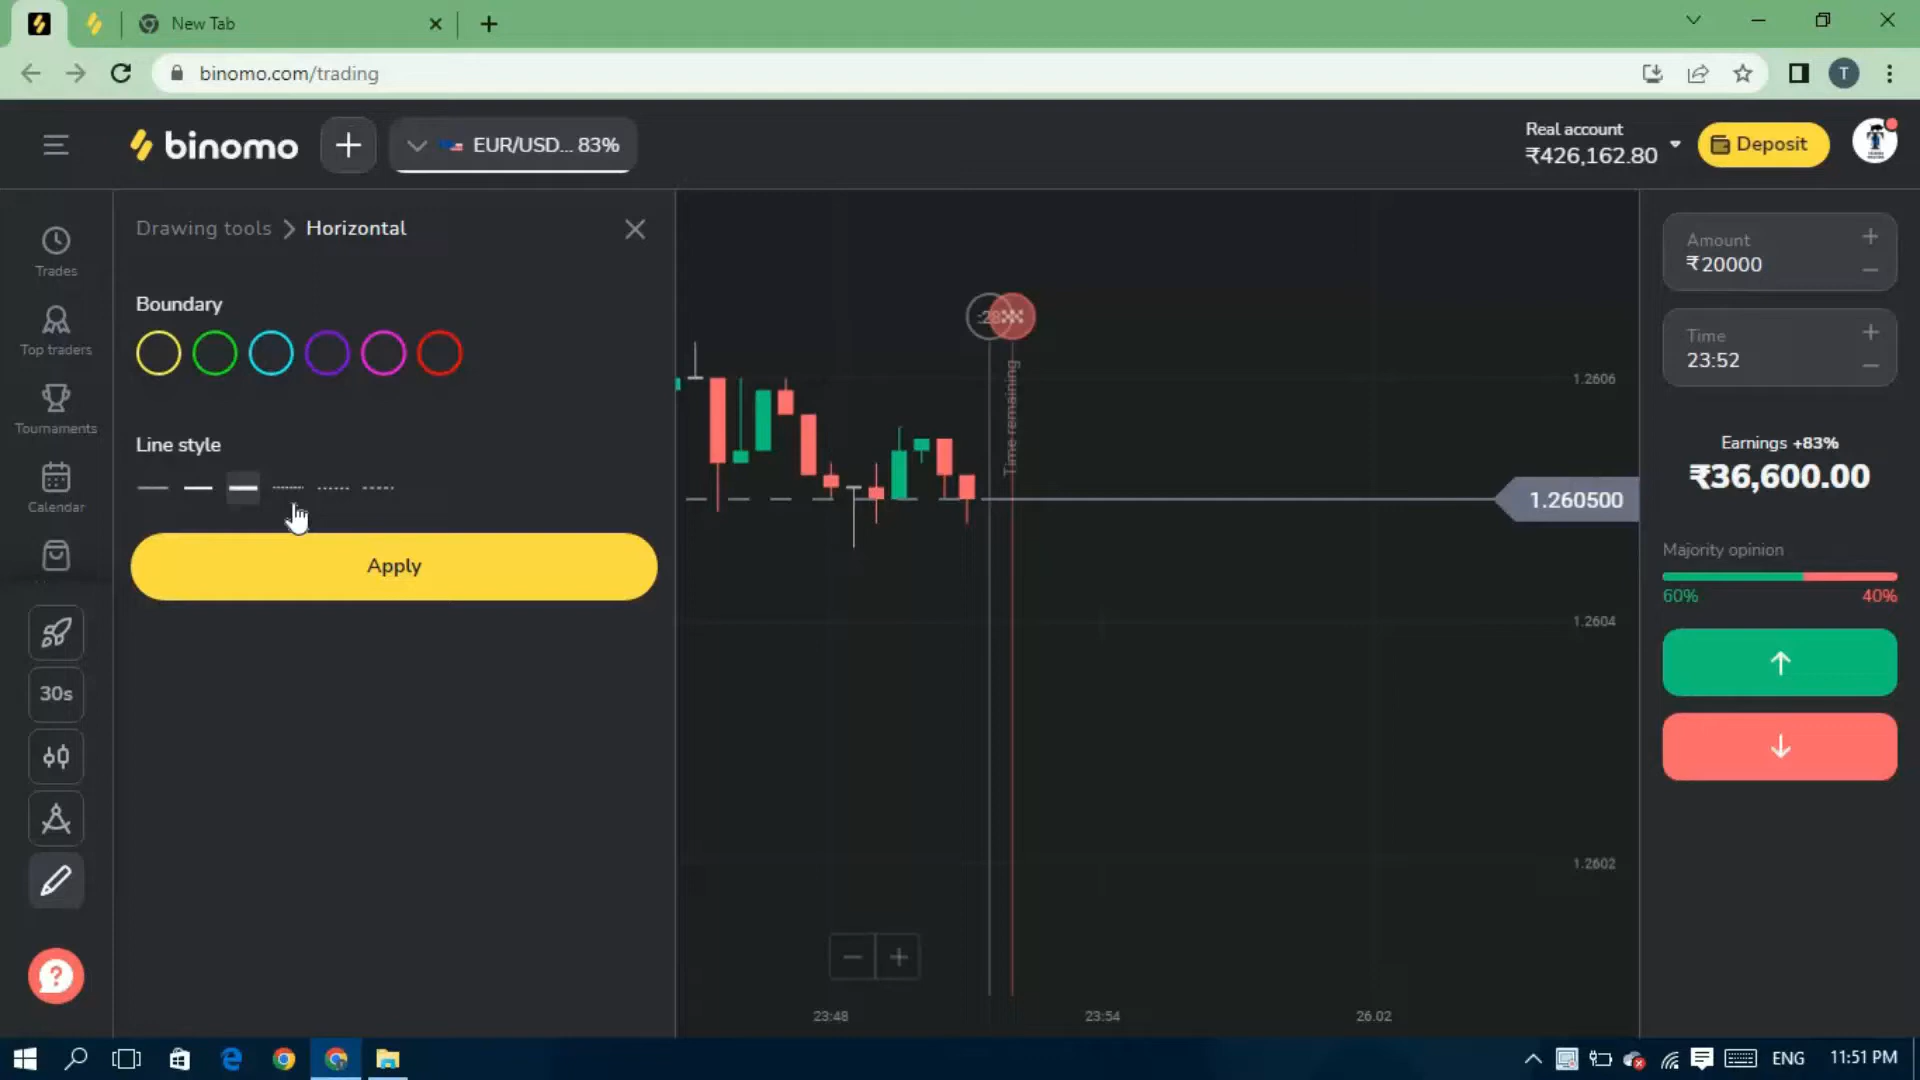 New Tab
binomo.com/trading
T
binomo
EUR/USD... 83%
Real account
₹426,162.80
Deposit
Drawing tools
Horizontal
Trades
Top traders
Tournaments
Calendar
30s
Boundary
Line style
Apply
:28
Time remaining
1.2606
1.260500
1.2604
1.2602
23:48
23:54
26.02
Amount
₹20000
Time
23:52
Earnings +83%
₹36,600.00
Majority opinion
60%
40%
ENG
11:51 PM